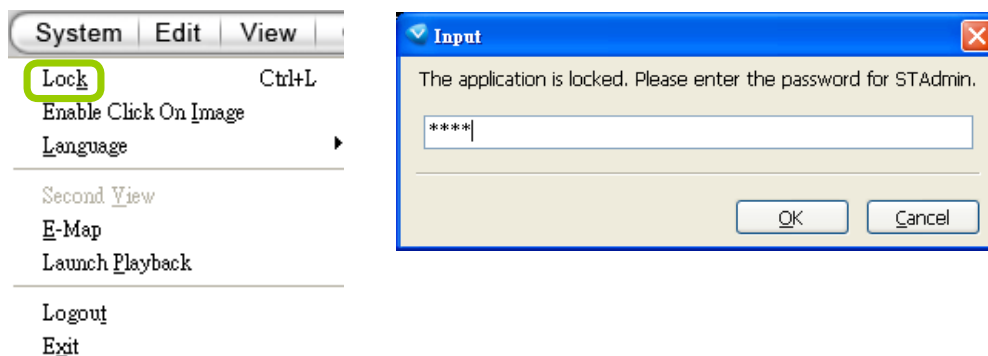 System Edit View
Lock Ctrl+L
Enable Click On Image
Language
Second View
E-Map
Launch Playback
Logout
Exit
Input
The application is locked. Please enter the password for STAdmin.
****
OK Cancel